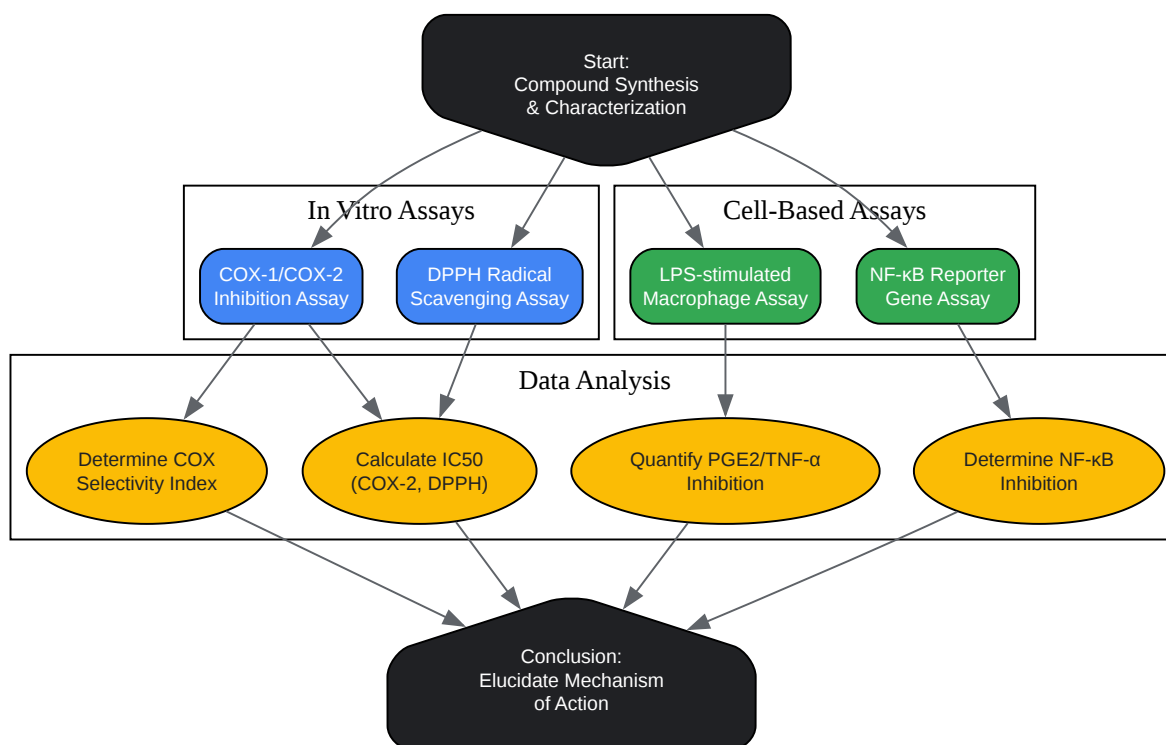 Start:
Compound Synthesis
& Characterization
In Vitro Assays
Cell-Based Assays
COX-1/COX-2
Inhibition Assay
DPPH Radical
Scavenging Assay
LPS-stimulated
Macrophage Assay
NF-κB Reporter
Gene Assay
Data Analysis
Determine COX
Selectivity Index
Calculate IC50
(COX-2, DPPH)
Quantify PGE2/TNF-α
Inhibition
Determine NF-κB
Inhibition
Conclusion:
Elucidate Mechanism
of Action